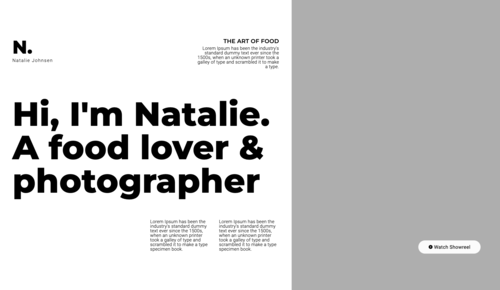 N.
Natalie Johnsen
THE ART OF FOOD
Lorem Ipsum has been the industry's
standard dummy text ever since the
1500s, when an unknown printer took a
galley of type and scrambled it to make
a type
Hi, I'm Natalie.
A food lover &
photographer
Lorem Ipsum has been the
industry's standard dummy
text ever since the 1500s,
when an unknown printer
took a galley of type and
scrambled it to make a type
specimen book.
Lorem Ipsum has been the
industry's standard dummy
text ever since the 1500s,
when an unknown printer
took a galley of type and
scrambled it to make a type
specimen book.
Watch Showreel